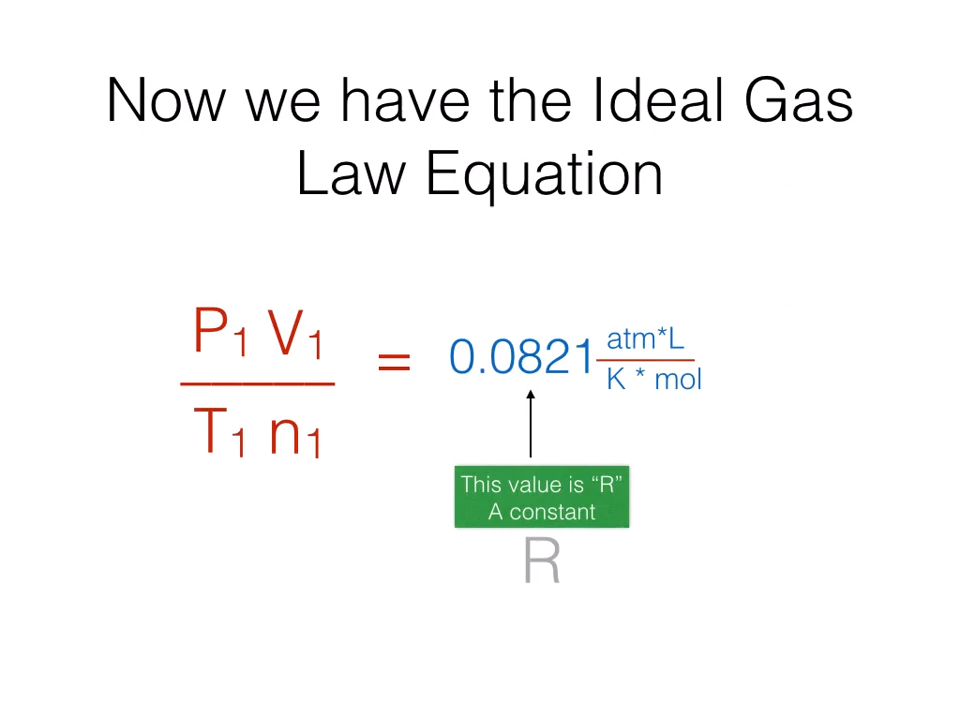 Now we have the Ideal Gas
Law Equation
P₁ V₁
T₁ n₁
=
0.0821
atm*L
K * mol
This value is “R”
A constant
R